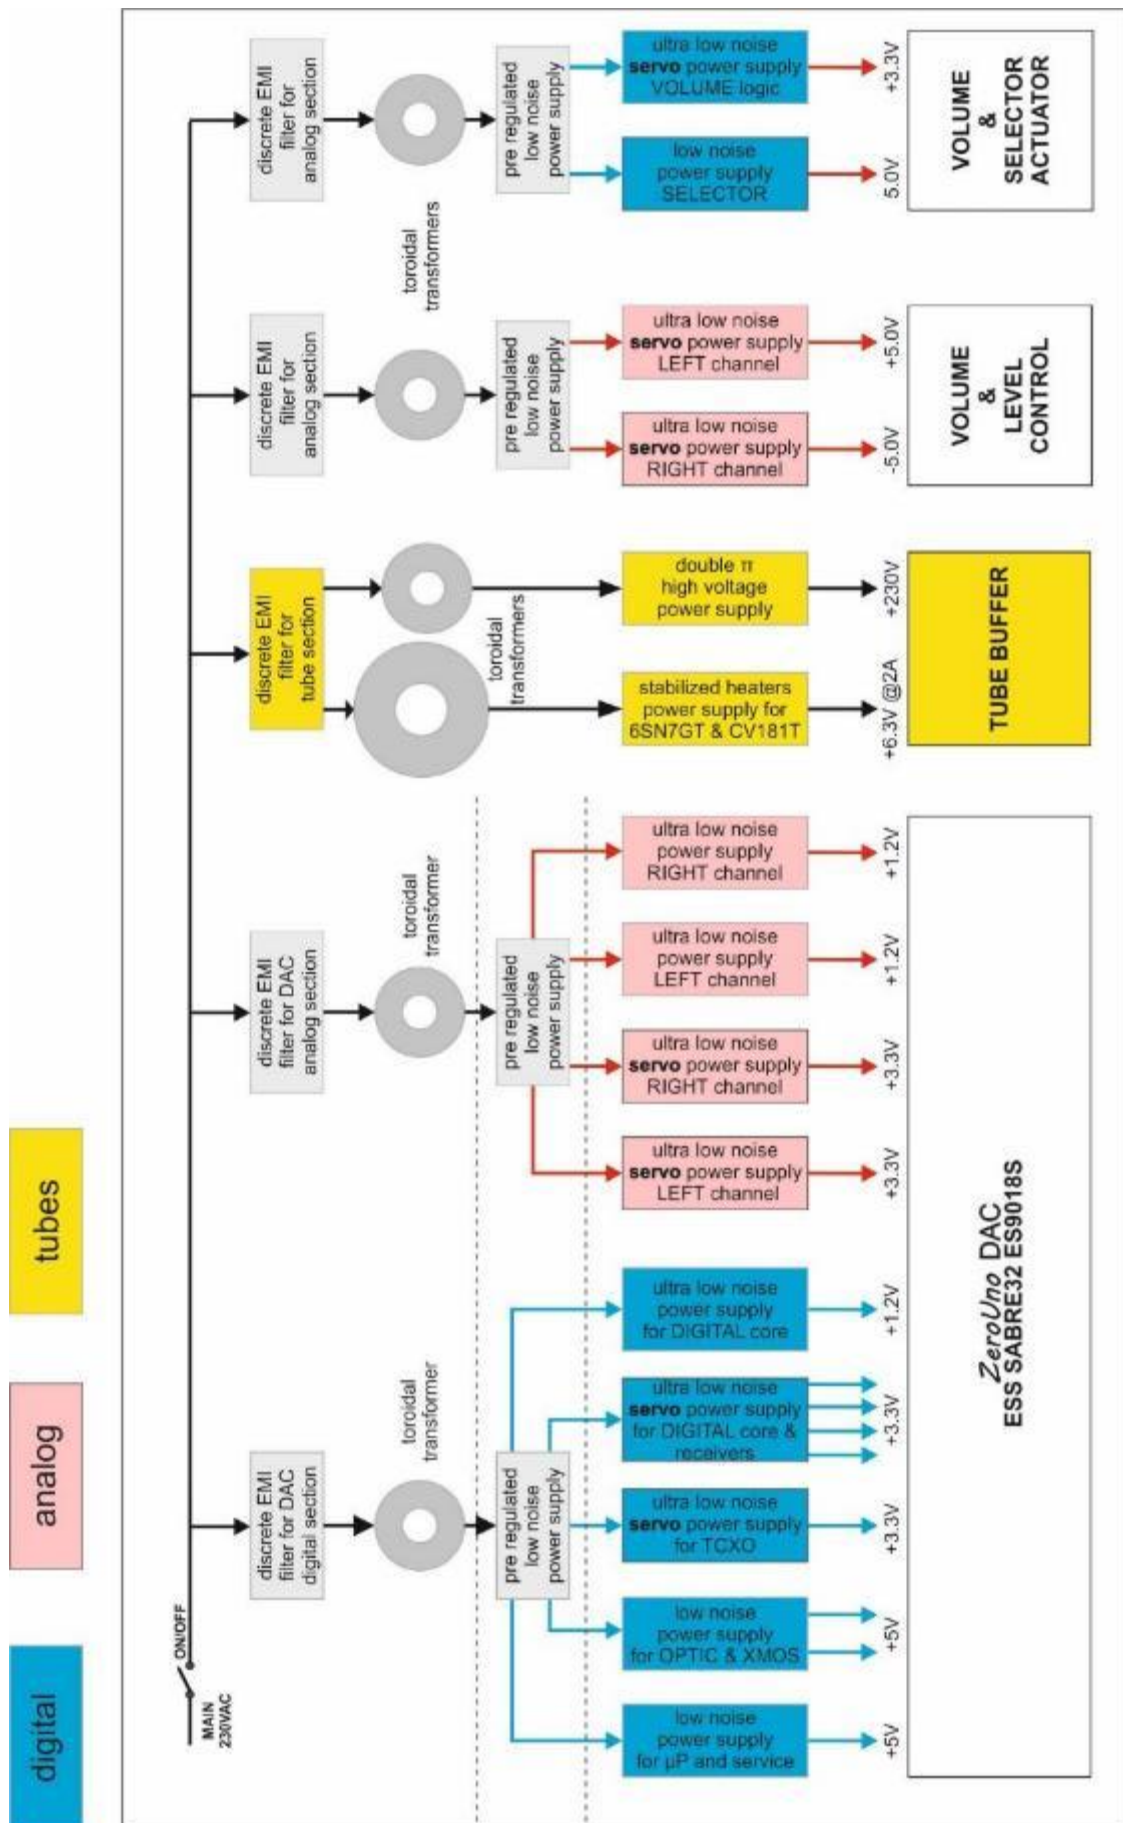 digital
analog
tubes
MAIN
230VAC
ON/OFF
discrete EMI
filter for
analog section
toroidal
transformers
pre regulated
low noise
power supply
ultra low noise
servo power supply
VOLUME logic
+3.3V
low noise
power supply
SELECTOR
5.0V
VOLUME
&
SELECTOR
ACTUATOR
discrete EMI
filter for
analog section
pre regulated
low noise
power supply
ultra low noise
servo power supply
LEFT channel
+5.0V
ultra low noise
servo power supply
RIGHT channel
-5.0V
VOLUME
&
LEVEL
CONTROL
discrete EMI
filter for
tube section
toroidal
transformers
double π
high voltage
power supply
+230V
stabilized heaters
power supply for
6SN7GT & CV181T
+6.3V @2A
TUBE BUFFER
discrete EMI
filter for DAC
analog section
toroidal
transformer
pre regulated
low noise
power supply
ultra low noise
power supply
RIGHT channel
+1.2V
ultra low noise
power supply
LEFT channel
+1.2V
ultra low noise
servo power supply
RIGHT channel
+3.3V
ultra low noise
servo power supply
LEFT channel
+3.3V
discrete EMI
filter for DAC
digital section
toroidal
transformer
pre regulated
low noise
power supply
ultra low noise
power supply
for DIGITAL core
+1.2V
ultra low noise
servo power supply
for DIGITAL core &
receivers
+3.3V
ultra low noise
servo power supply
for TCXO
+3.3V
low noise
power supply
for OPTIC & XMOS
+5V
low noise
power supply
for µP and service
+5V
ZeroUno DAC
ESS SABRE32 ES9018S